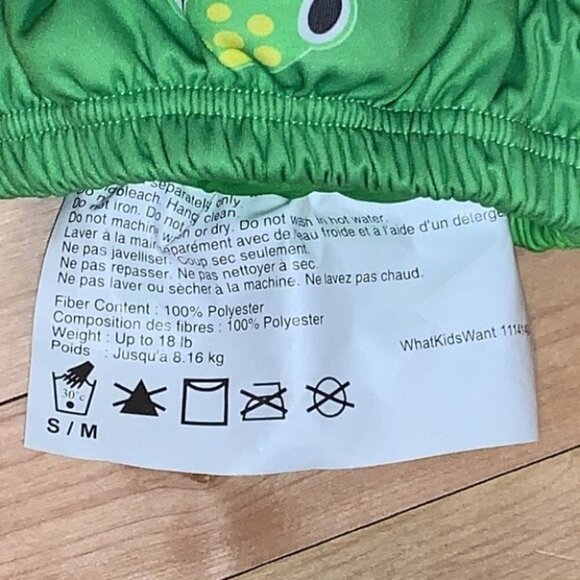 separately only.
Do not bleach. Hang clean.
Do not iron. Do not
Do not machine wash or dry. Do not wash in hot water.
Laver à la main séparément avec de l'eau froide et à l'aide d'un déterge
Ne pas javelliser. Coup sec seulement.
Ne pas repasser. Ne pas nettoyer à sec.
Ne pas laver ou sècher à la machine. Ne lavez pas chaud.
Fiber Content : 100% Polyester
Composition des fibres : 100% Polyester
Weight : Up to 18 lb
Poids : Jusqu'à 8.16 kg
WhatKidsWant 11141
30°c
S / M